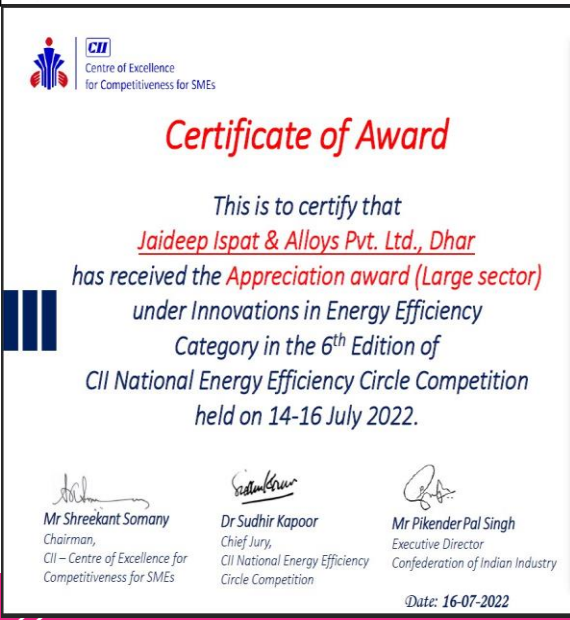 CII
Centre of Excellence
for Competitiveness for SMEs
Certificate of Award
This is to certify that
Jaideep Ispat & Alloys Pvt. Ltd., Dhar
has received the Appreciation award (Large sector)
under Innovations in Energy Efficiency
Category in the 6th Edition of
CII National Energy Efficiency Circle Competition
held on 14-16 July 2022.
Mr Shreekant Somany
Chairman,
CII – Centre of Excellence for
Competitiveness for SMEs
Dr Sudhir Kapoor
Chief Jury,
CII National Energy Efficiency
Circle Competition
Mr Pikender Pal Singh
Executive Director
Confederation of Indian Industry
Date: 16-07-2022